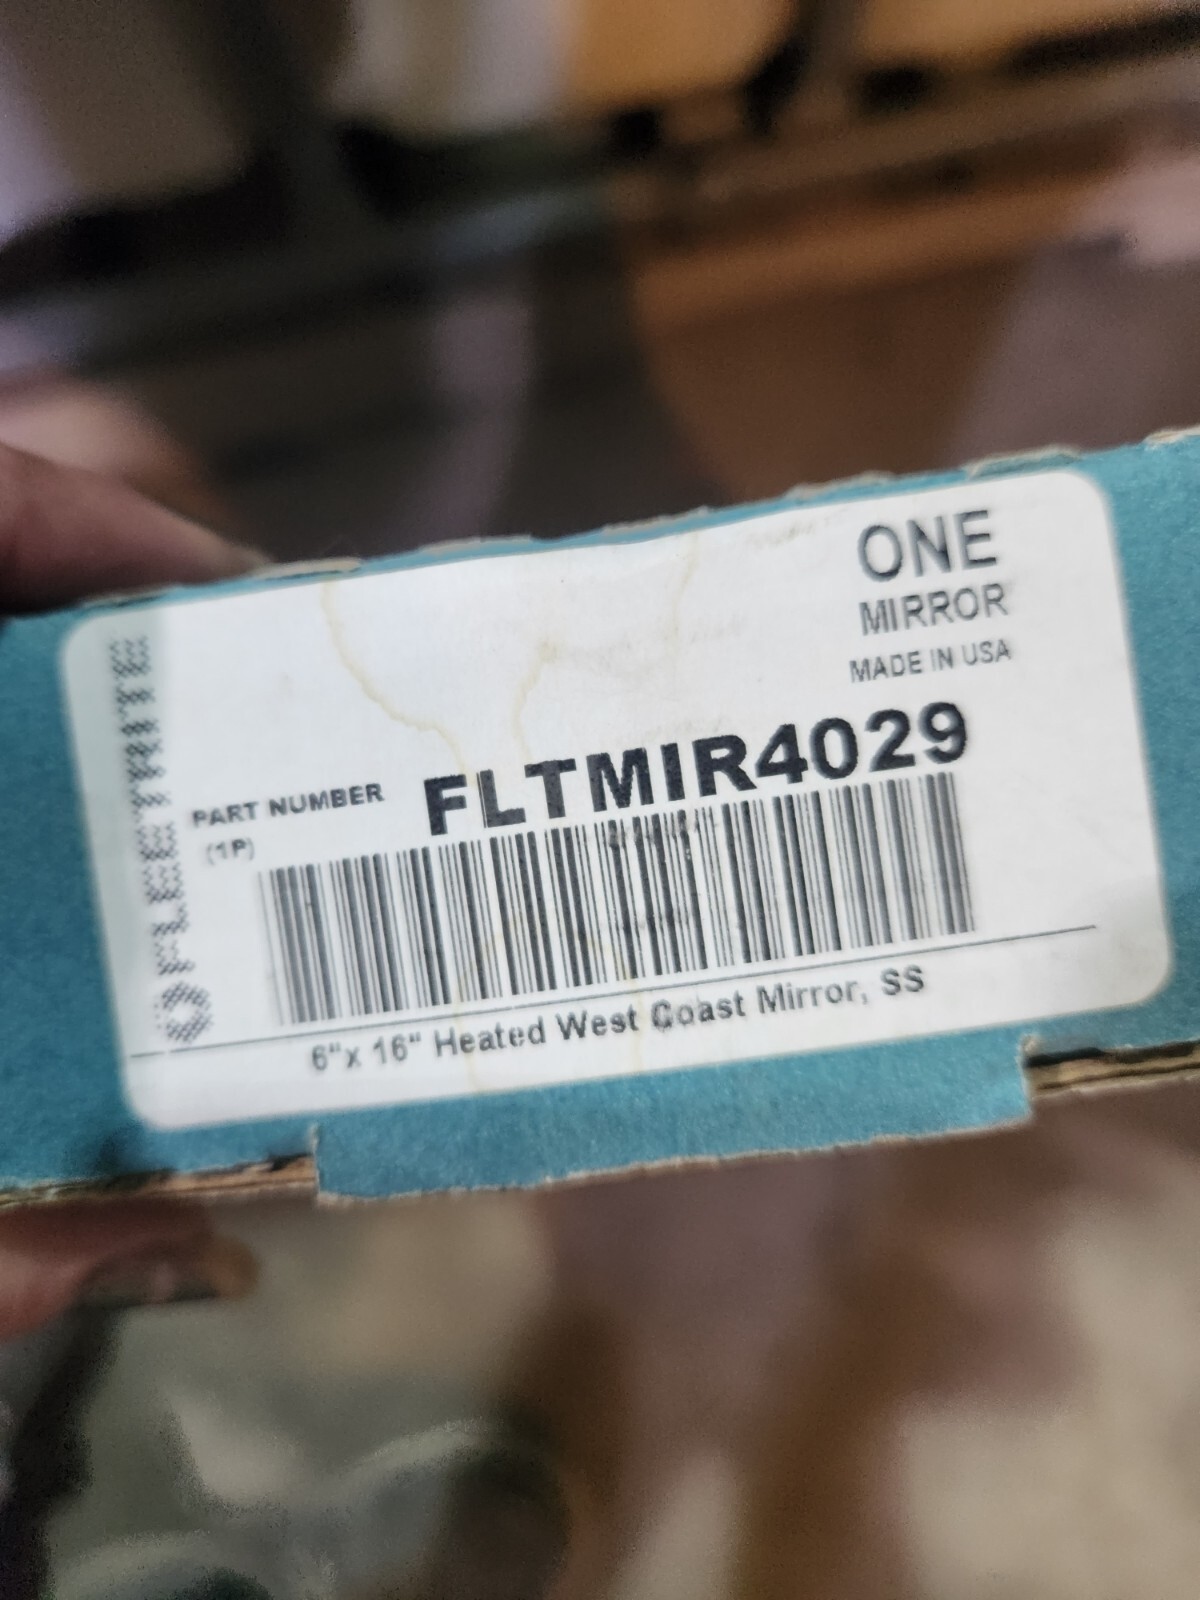 ONE
MIRROR
MADE IN USA
PART NUMBER FLTMIR4029
(1P)
6"x 16" Heated West Coast Mirror, SS